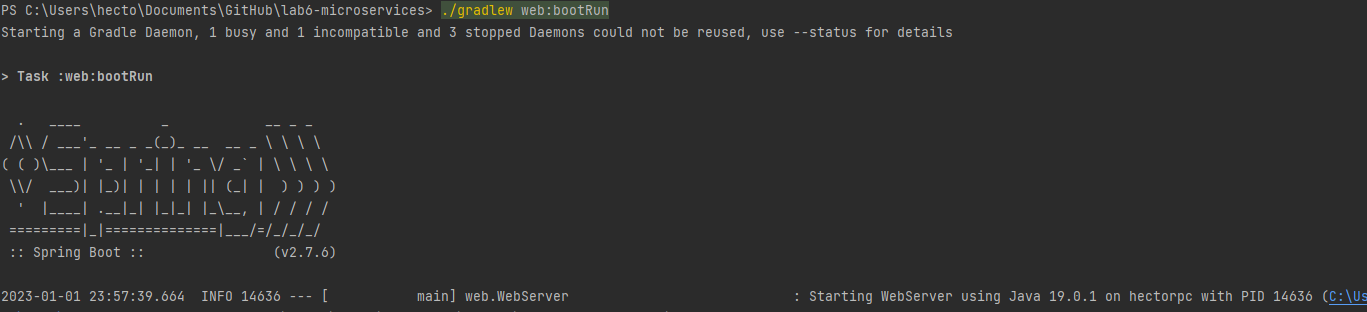 PS C:\Users\hecto\Documents\GitHub\lab6-microservices> ./gradlew web:bootRun
Starting a Gradle Daemon, 1 busy and 1 incompatible and 3 stopped Daemons could not be reused, use --status for details
> Task :web:bootRun
  .   ____          _            __ _ _
 /\\ / ___'_ __ _ _(_)_ __  __ _ \ \ \ \
( ( )\___ | '_ | '_| | '_ \/ _` | \ \ \ \
 \\/  ___)| |_)| | | | | || (_| |  ) ) ) )
  '  |____| .__|_| |_|_| |_\__, | / / / /
 =========|_|==============|___/=/_/_/_/
 :: Spring Boot ::                (v2.7.6)
2023-01-01 23:57:39.664  INFO 14636 --- [           main] web.WebServer                            : Starting WebServer using Java 19.0.1 on hectorpc with PID 14636 (C:\Us